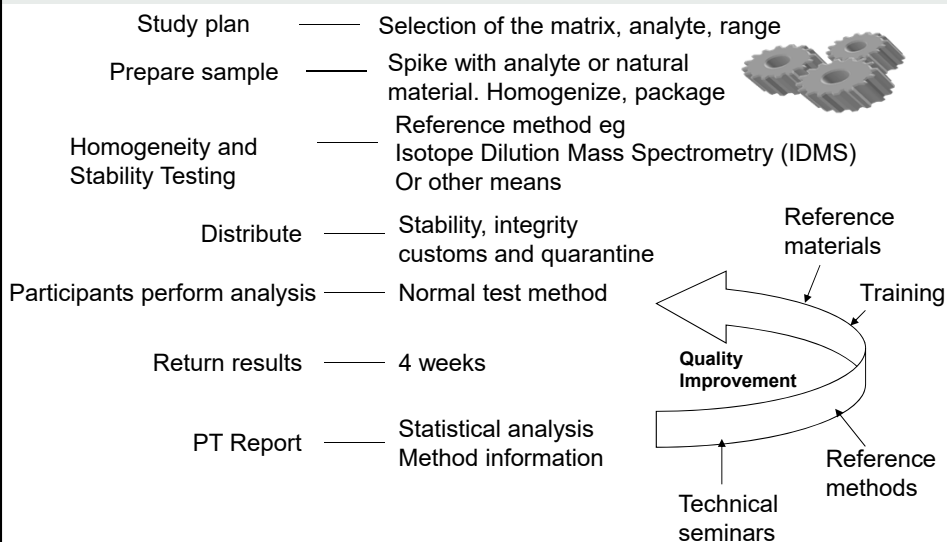 Study plan
Selection of the matrix, analyte, range
Prepare sample
Spike with analyte or natural
material. Homogenize, package
Homogeneity and
Stability Testing
Reference method eg
Isotope Dilution Mass Spectrometry (IDMS)
Or other means
Distribute
Stability, integrity
customs and quarantine
Participants perform analysis
Normal test method
Return results
4 weeks
PT Report
Statistical analysis
Method information
Reference
materials
Training
Quality
Improvement
Reference
methods
Technical
seminars